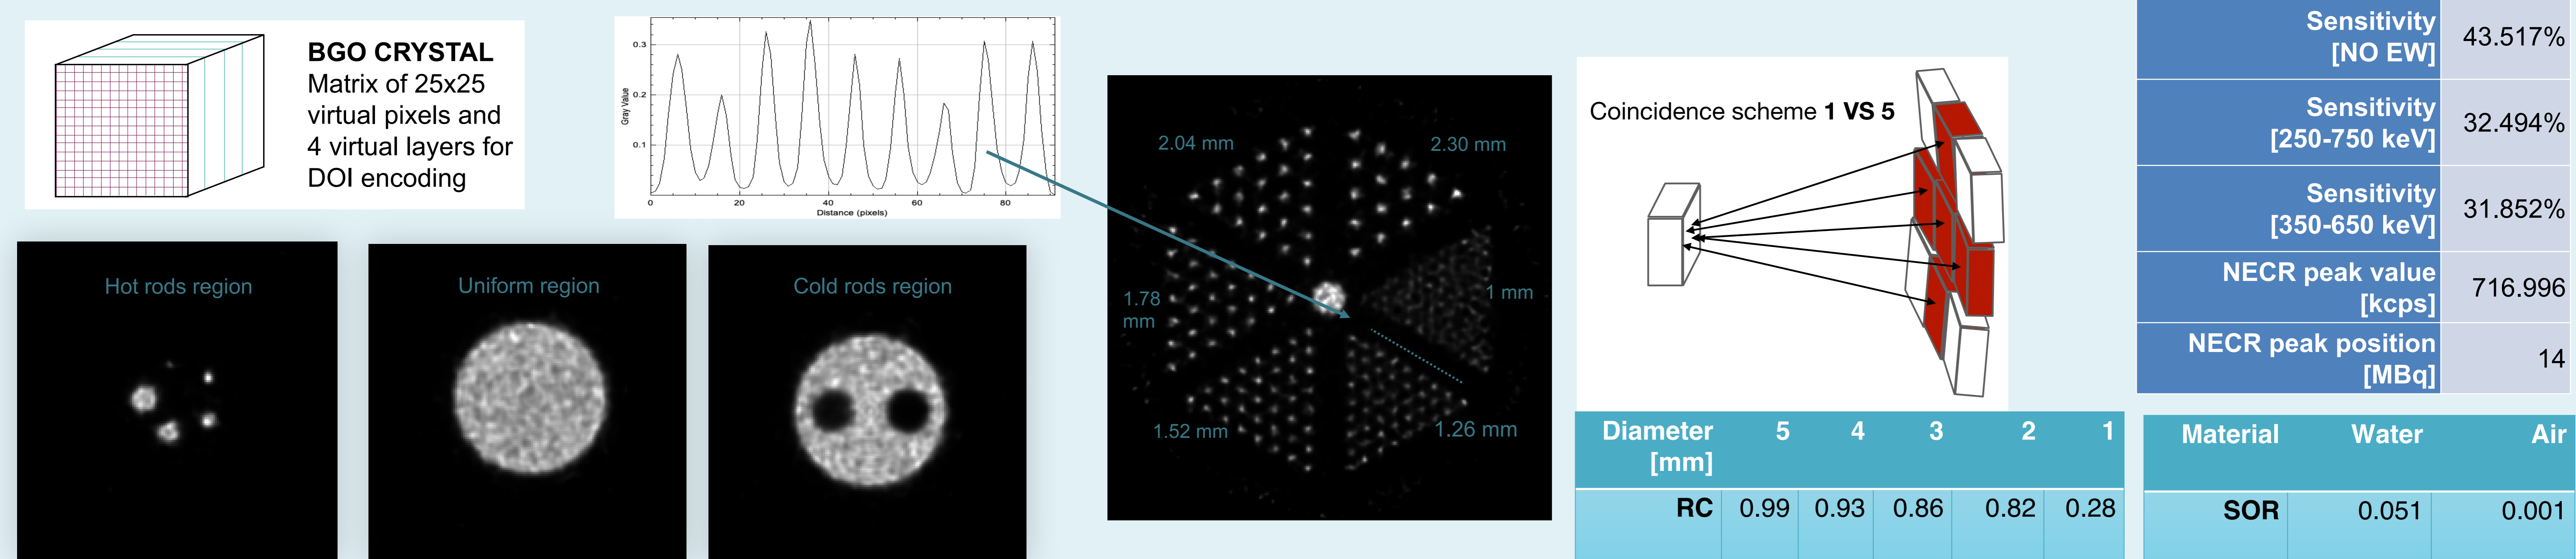 BGO CRYSTAL
Matrix of 25x25
virtual pixels and
4 virtual layers for
DOI encoding
0.3
0.2
0.1
Gray Value
0 20 40 60 80
Distance (pixels)
Hot rods region
Uniform region
Cold rods region
2.04 mm
2.30 mm
1.78
mm
1 mm
1.52 mm
1.26 mm
Coincidence scheme 1 VS 5
Diameter
[mm] 5 4 3 2 1
RC 0.99 0.93 0.86 0.82 0.28
Sensitivity
[NO EW] 43.517%
Sensitivity
[250-750 keV] 32.494%
Sensitivity
[350-650 keV] 31.852%
NECR peak value
[kcps] 716.996
NECR peak position
[MBq] 14
Material Water Air
SOR 0.051 0.001